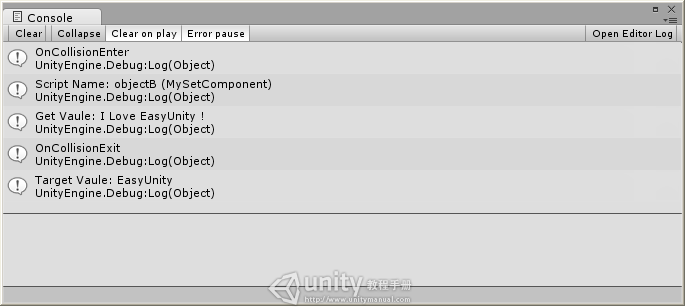 Console
Clear Collapse Clear on play Error pause Open Editor Log
OnCollisionEnter
UnityEngine.Debug:Log(Object)
Script Name: objectB (MySetComponent)
UnityEngine.Debug:Log(Object)
Get Vaule: I Love EasyUnity !
UnityEngine.Debug:Log(Object)
OnCollisionExit
UnityEngine.Debug:Log(Object)
Target Vaule: EasyUnity
UnityEngine.Debug:Log(Object)
unity 教程手册
http://www.unitymanual.com